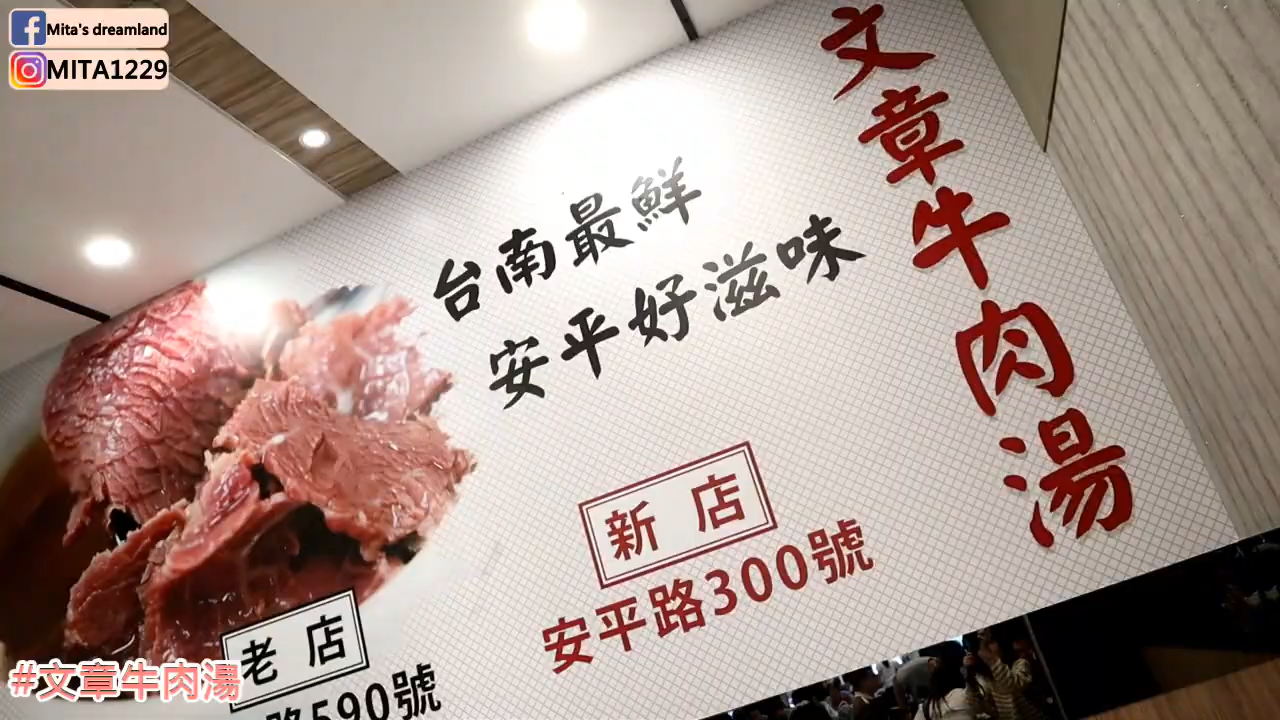 Mita's dreamland
MITA1229
文章牛肉湯
台南最鮮
安平好滋味
新店
安平路300號
老店
路590號
#文章牛肉湯